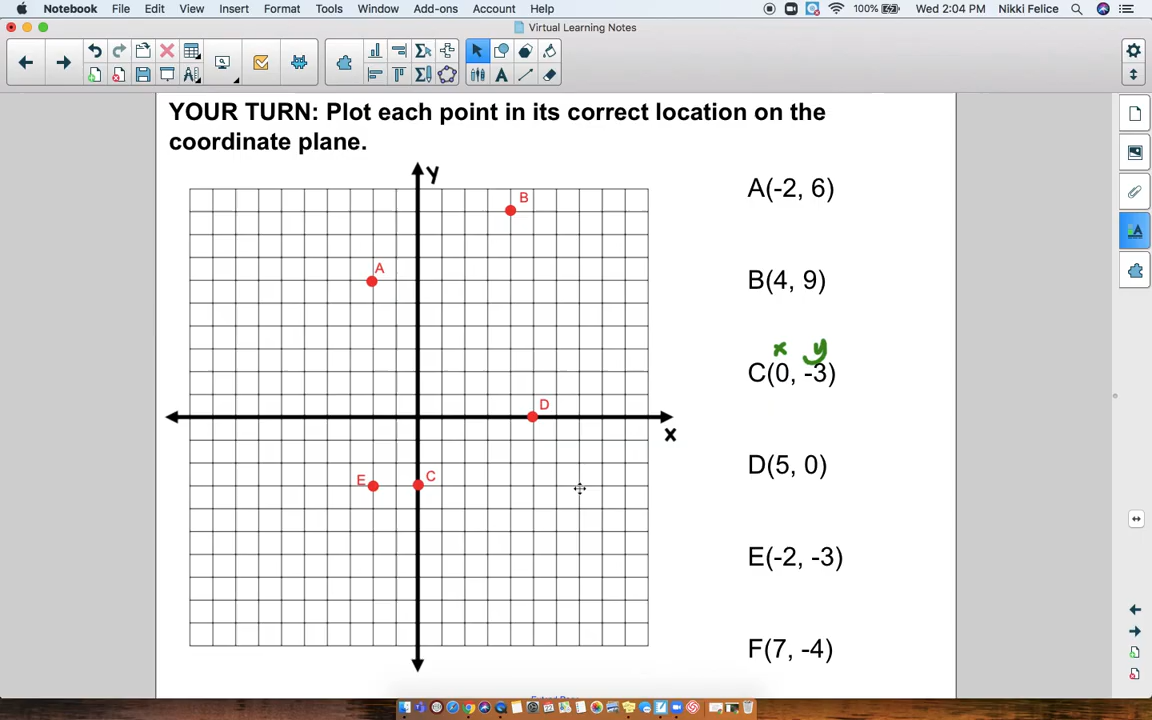 Notebook File Edit View Insert Format Tools Window Add-ons Account Help 100% Wed 2:04 PM Nikki Felice
Virtual Learning Notes
YOUR TURN: Plot each point in its correct location on the
coordinate plane.
y
B
A
D
x
E
C
A(-2, 6)
B(4, 9)
x y
C(0, -3)
D(5, 0)
E(-2, -3)
F(7, -4)